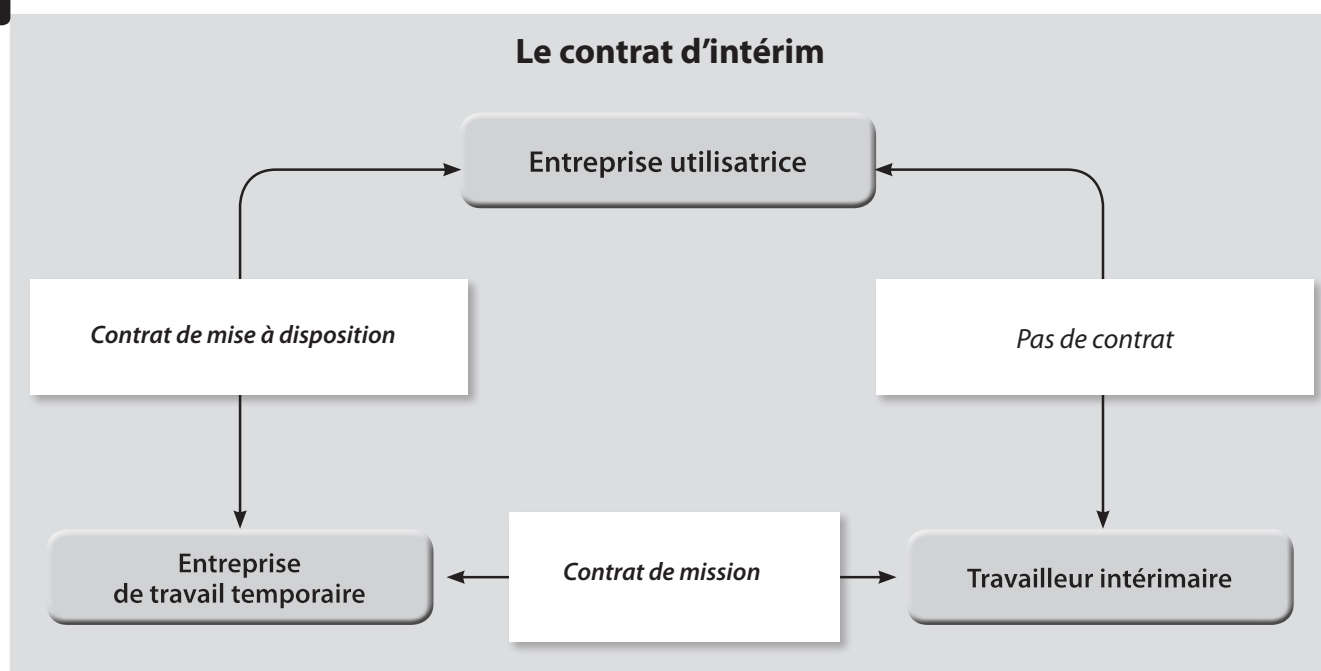 Le contrat d'intérim
Entreprise utilisatrice
Contrat de mise à disposition
Pas de contrat
Entreprise
de travail temporaire
Contrat de mission
Travailleur intérimaire